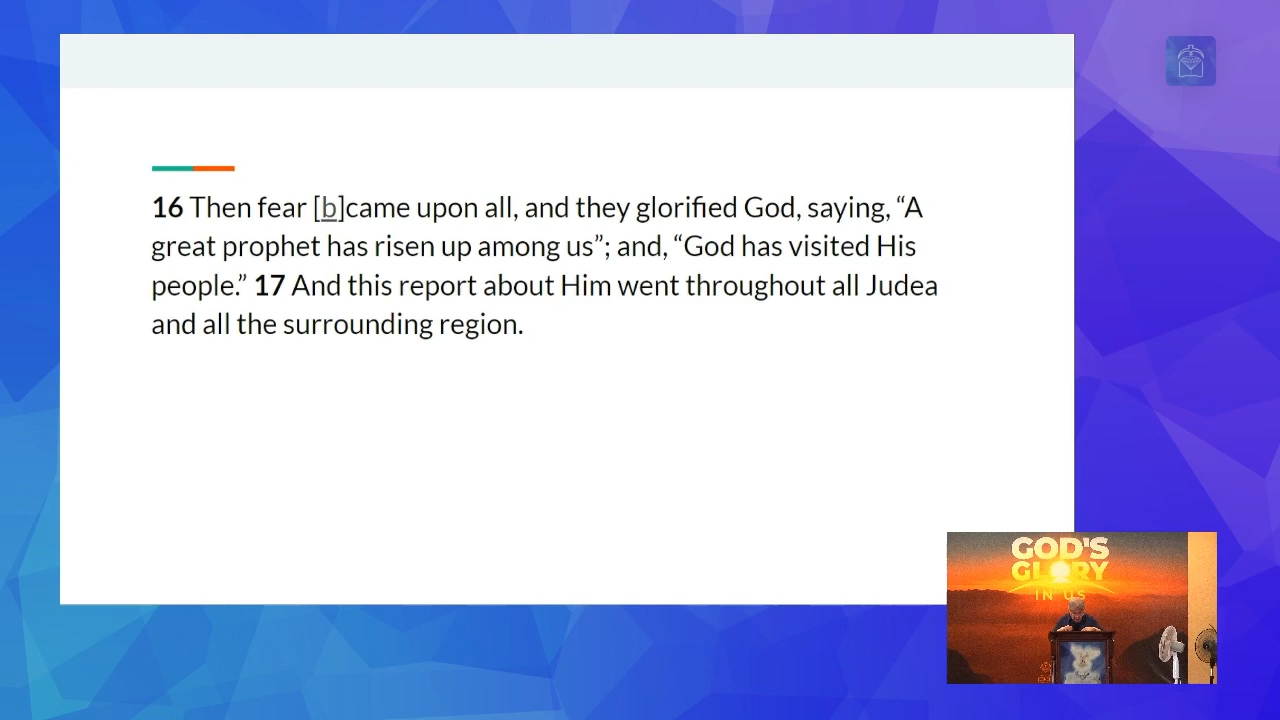 16 Then fear [b]came upon all, and they glorified God, saying, “A
great prophet has risen up among us”; and, “God has visited His
people.” 17 And this report about Him went throughout all Judea
and all the surrounding region.
GOD'S
GLORY
IN US